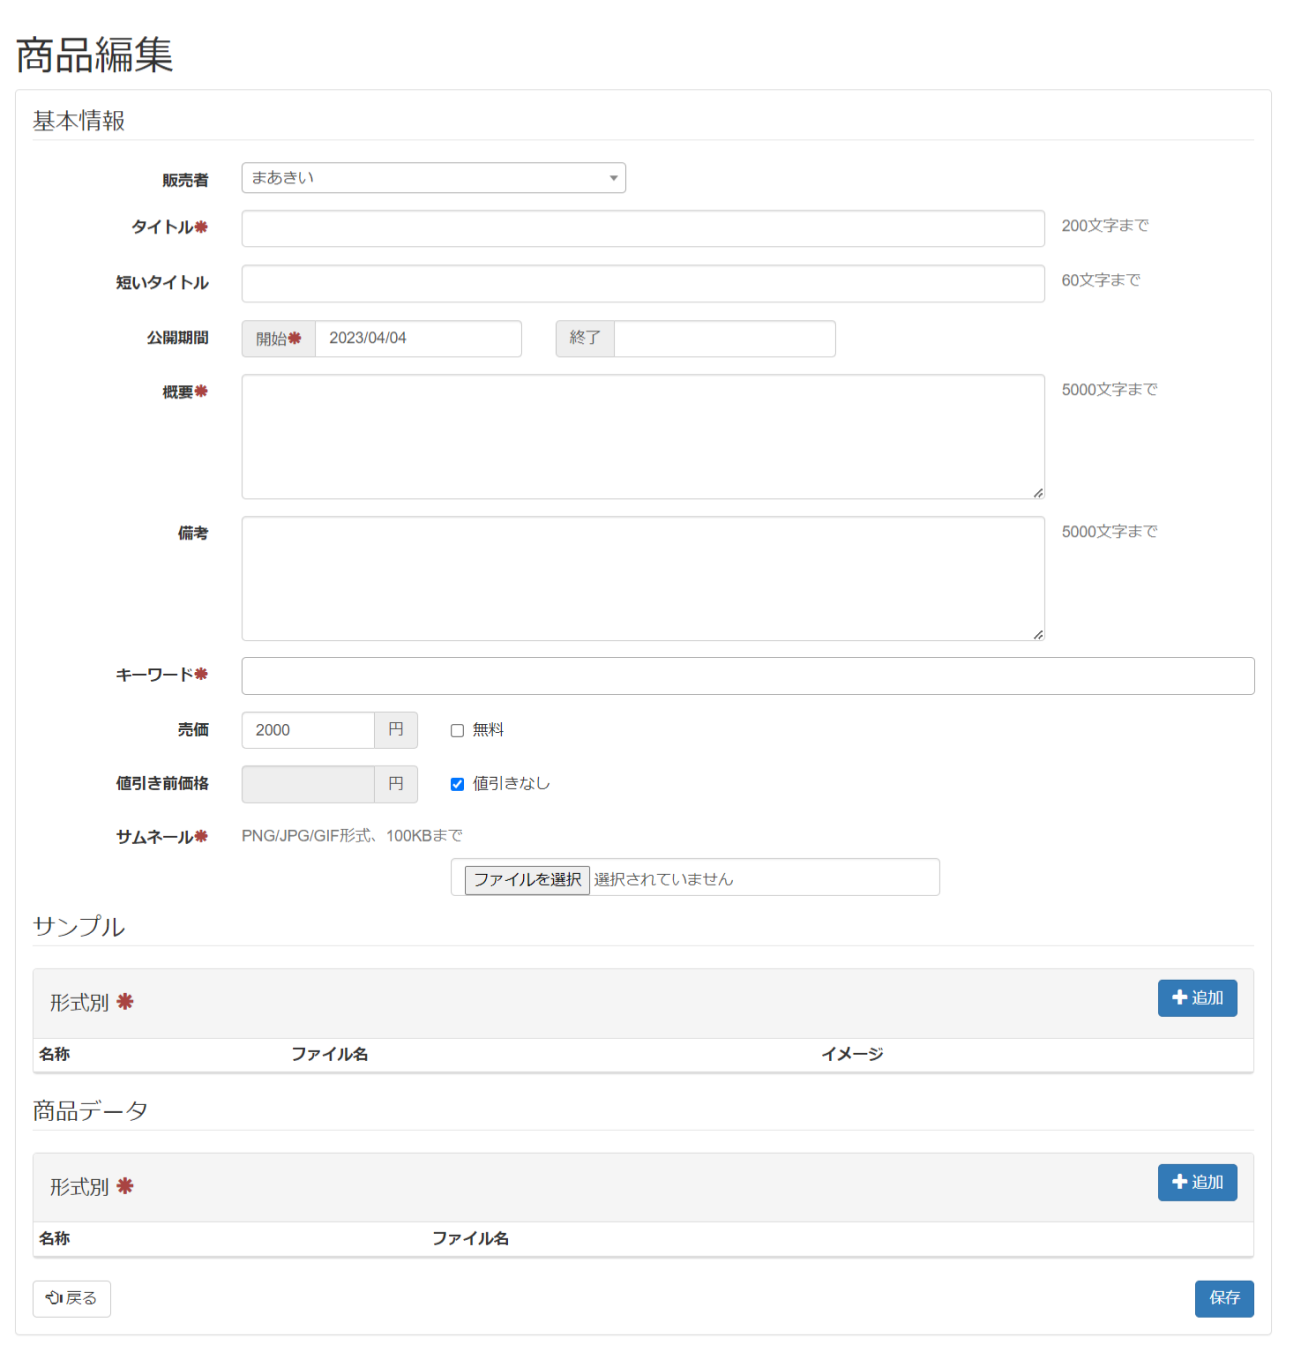 商品編集
基本情報
販売者 まあきい
タイトル* 200文字まで
短いタイトル 60文字まで
公開期間 開始* 2023/04/04 終了
概要* 5000文字まで
備考 5000文字まで
キーワード*
売価 2000 円 無料
値引き前価格 円 値引きなし
サムネール* PNG/JPG/GIF形式、100KBまで
ファイルを選択 選択されていません
サンプル
形式別 * +追加
名称 ファイル名 イメージ
商品データ
形式別 * +追加
名称 ファイル名
戻る 保存